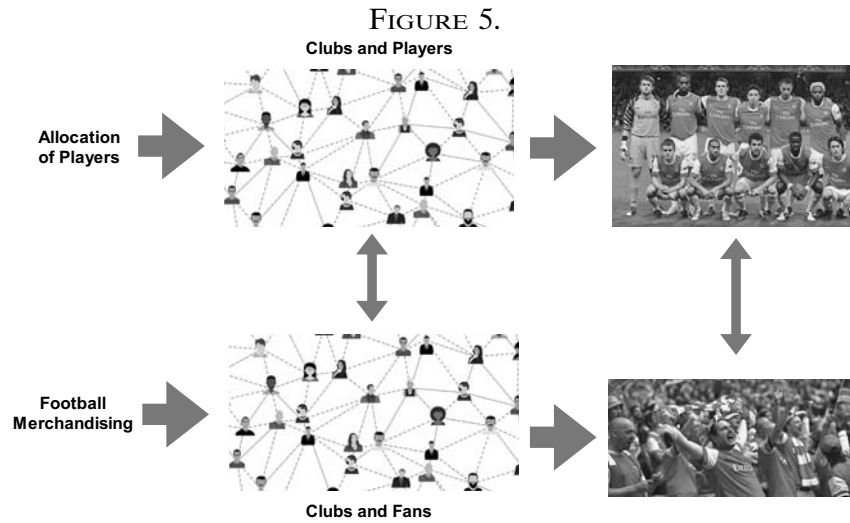 FIGURE 5.
Clubs and Players
Allocation
of Players
Football
Merchandising
Clubs and Fans